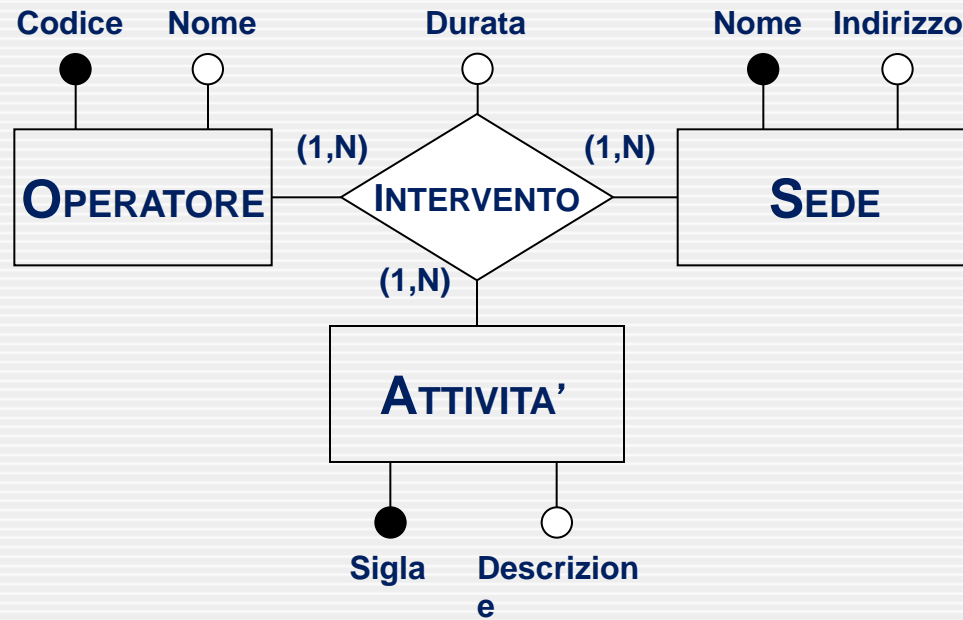 Codice Nome Durata Nome Indirizzo
(1,N) (1,N)
OPERATORE INTERVENTO SEDE
(1,N)
ATTIVITA’
Sigla Descrizion
e